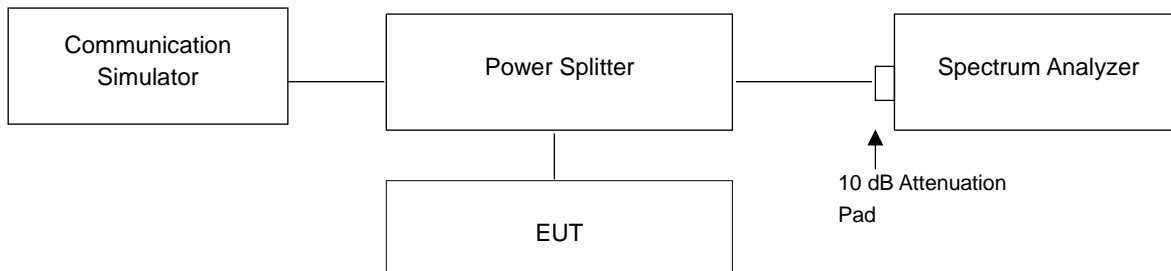 Communication
Simulator
Power Splitter
Spectrum Analyzer
10 dB Attenuation
Pad
EUT